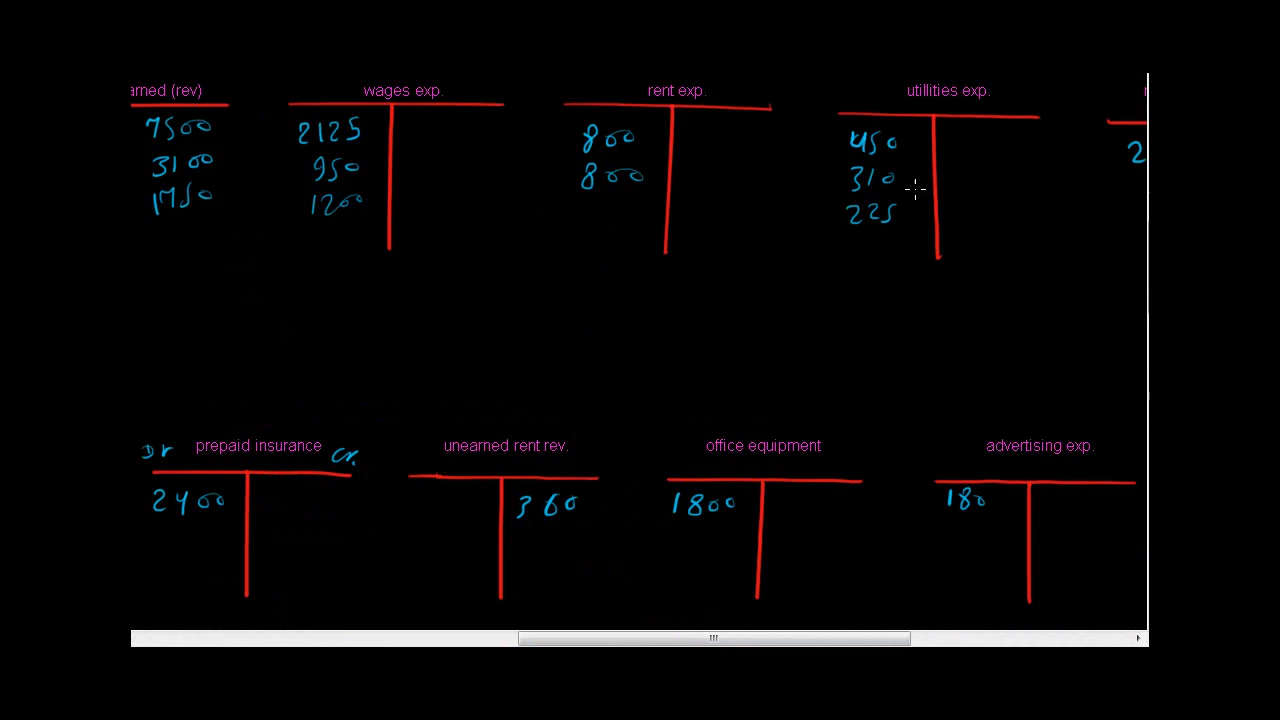 arned (rev)
wages exp.
rent exp.
utillities exp.
7500
3100
1750
2125
950
1200
800
800
450
310
225
2
Dr
prepaid insurance
Cr.
unearned rent rev.
office equipment
advertising exp.
2400
360
1800
180